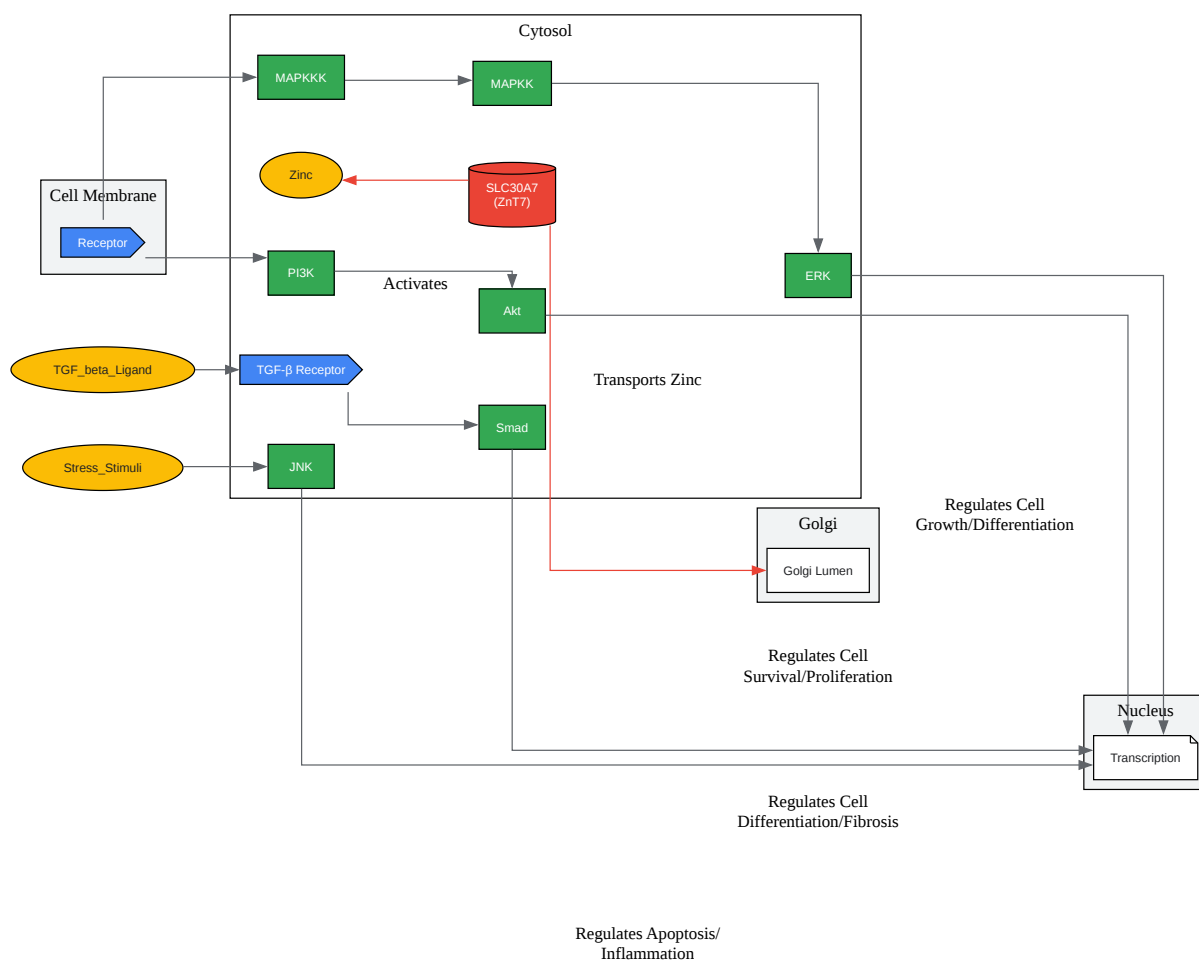 Cytosol
MAPKKK
MAPKK
Zinc
SLC30A7
(ZnT7)
Cell Membrane
Receptor
PI3K
Activates
Akt
ERK
TGF_beta_Ligand
TGF-β Receptor
Transports Zinc
Smad
Stress_Stimuli
JNK
Regulates Cell
Growth/Differentiation
Golgi
Golgi Lumen
Regulates Cell
Survival/Proliferation
Nucleus
Transcription
Regulates Cell
Differentiation/Fibrosis
Regulates Apoptosis/
Inflammation